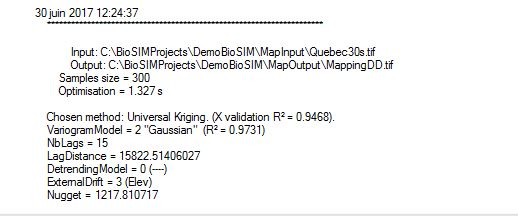 30 juin 2017 12:24:37
****************************************************************************
Input: C:\BioSIMProjects\DemoBioSIM\MapInput\Quebec30s.tif
Output: C:\BioSIMProjects\DemoBioSIM\MapOutput\MappingDD.tif
Samples size = 300
Optimisation = 1.327 s
Chosen method: Universal Kriging. (X validation R² = 0.9468).
VariogramModel = 2 "Gaussian" (R² = 0.9731)
NbLags = 15
LagDistance = 15822.51406027
DetrendingModel = 0 (---)
ExternalDrift = 3 (Elev)
Nugget = 1217.810717